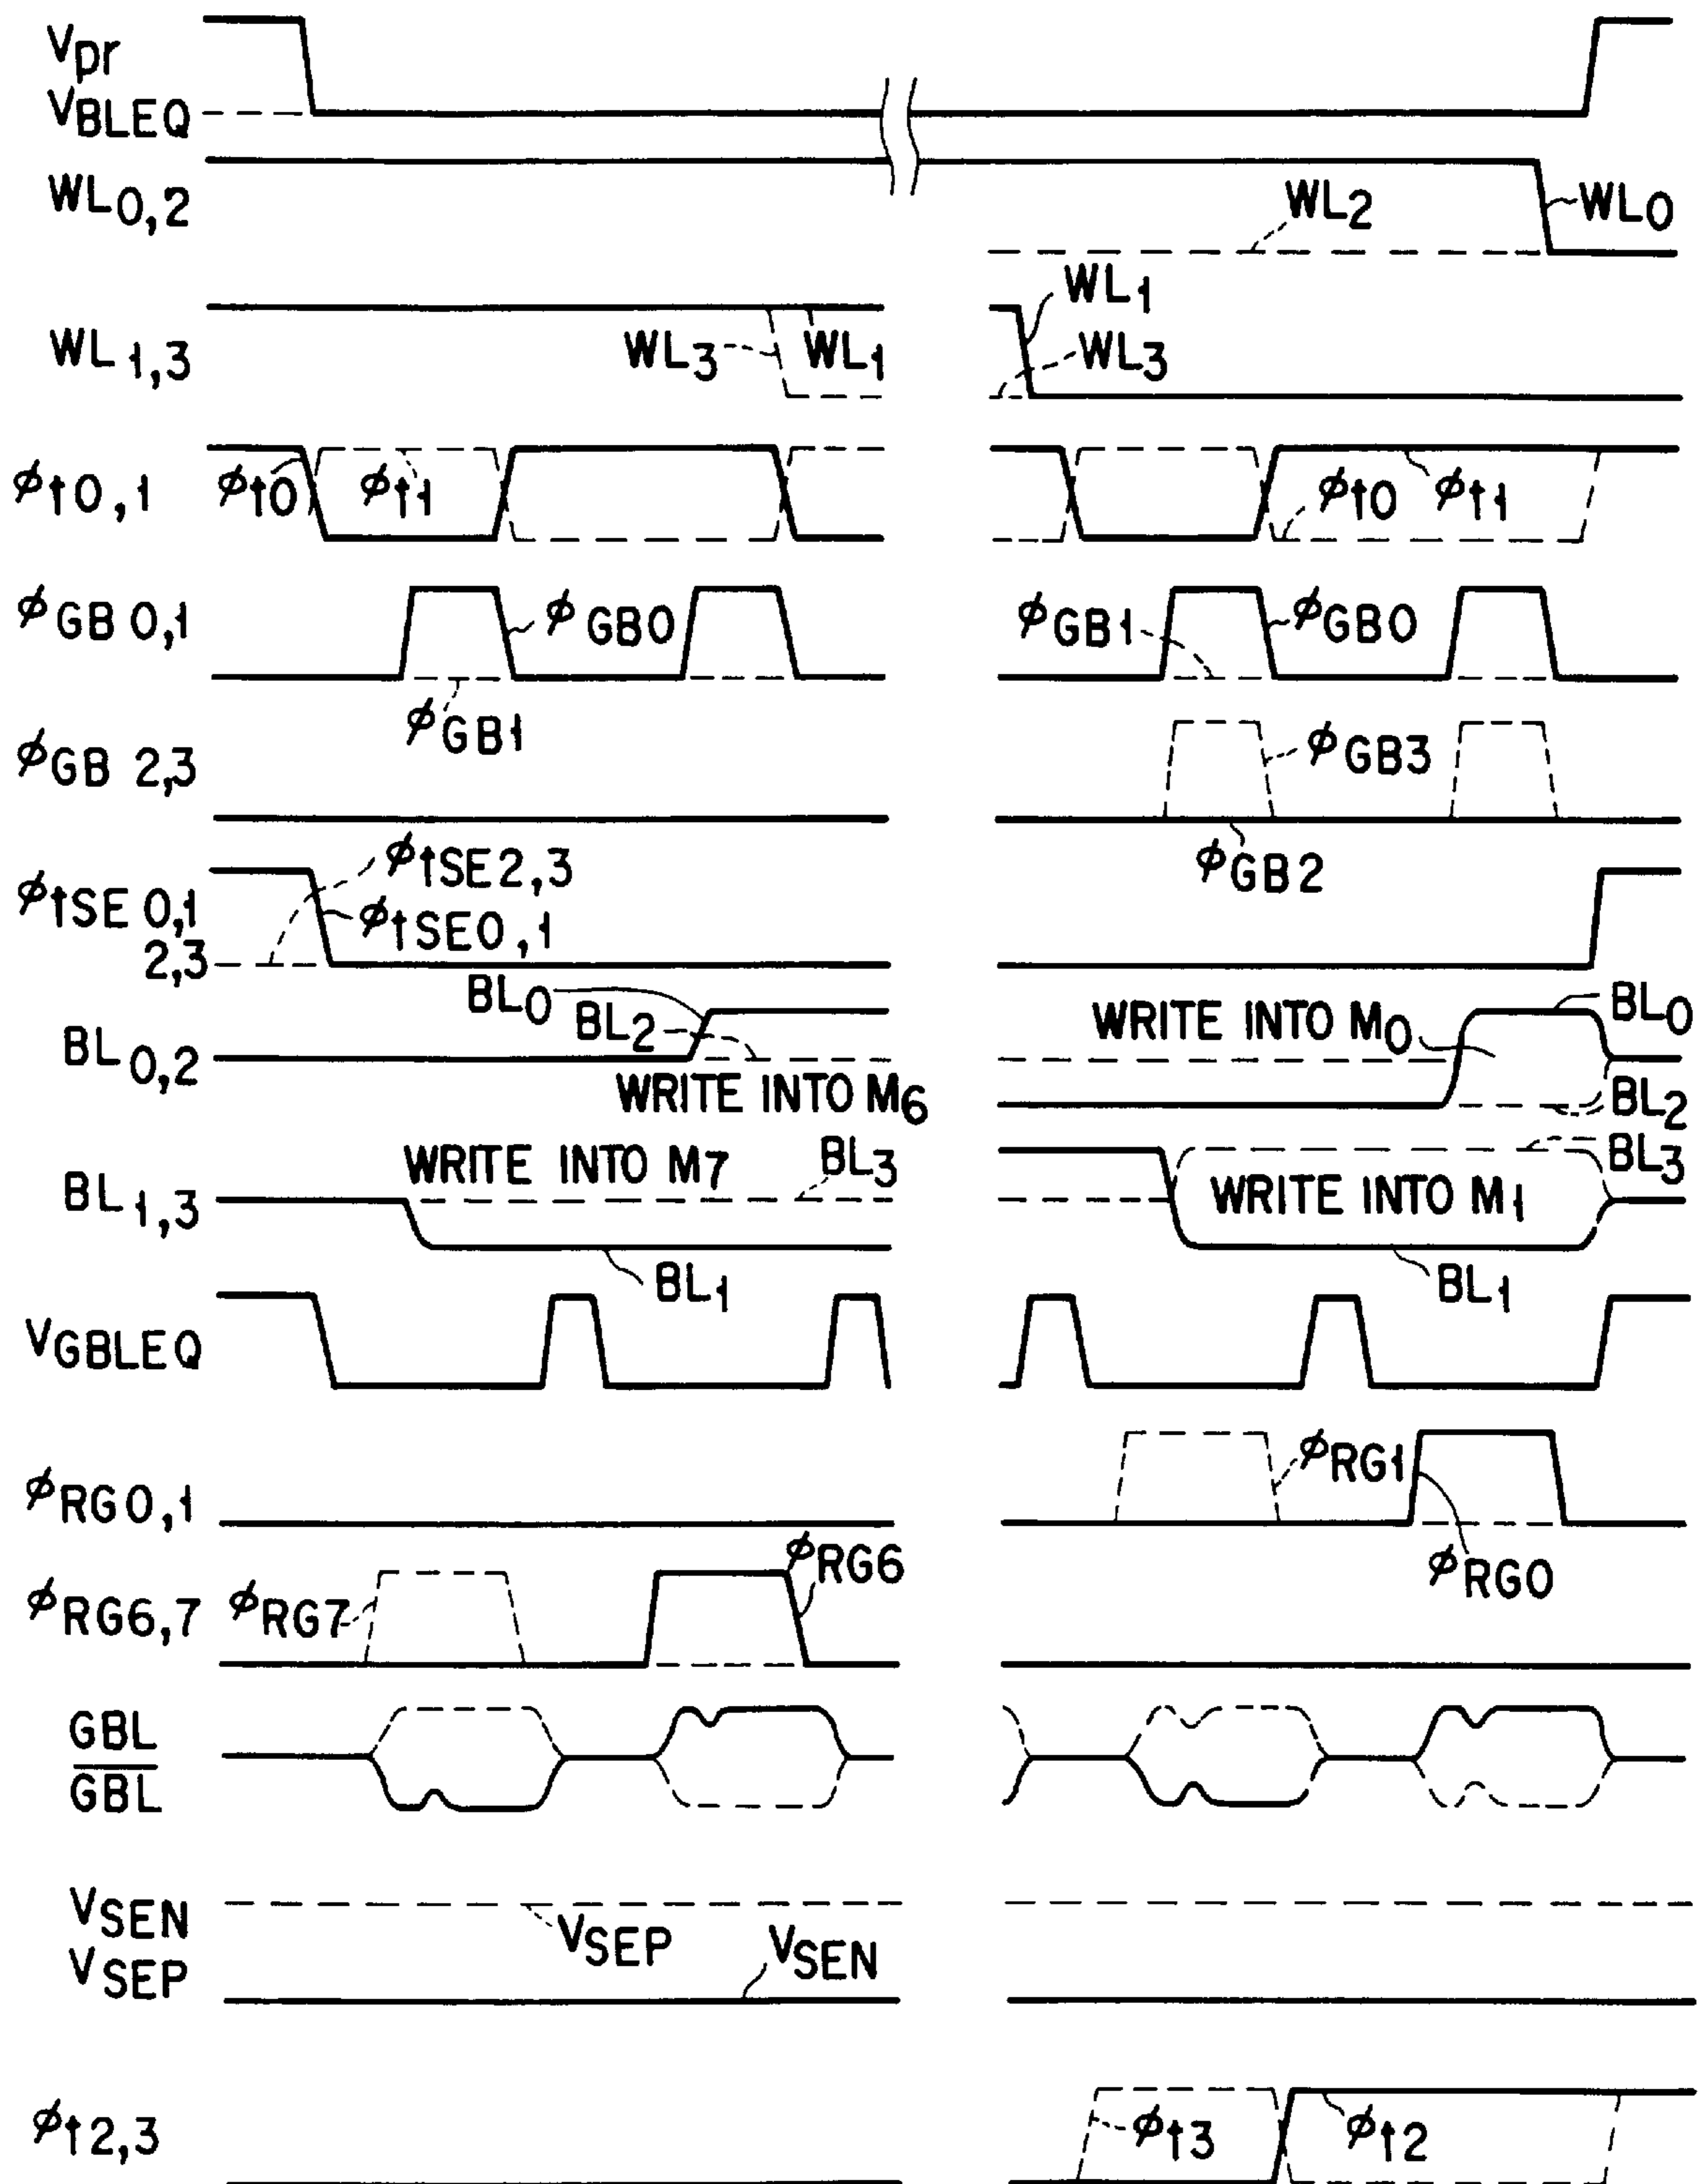 Vpr
VBLEQ
WL0,2
WL2
WL0
WL1
WL1,3
WL3
WL1
WL3
ϕt0,1
ϕt0
ϕt1
ϕt0
ϕt1
ϕGB0,1
ϕGB0
ϕGB1
ϕGB0
ϕGB1
ϕGB 2,3
ϕGB3
ϕGB2
ϕtSE2,3
ϕtSE0,1
2,3
ϕtSE0,1
BL0
BL2
BL0,2
WRITE INTO M6
WRITE INTO M0
BL0
BL2
WRITE INTO M7
BL3
BL1,3
BL1
BL3
WRITE INTO M1
BL1
VGBLEQ
ϕRG0,1
ϕRG1
ϕRG0
ϕRG6,7
ϕRG7
ϕRG6
GBL
GBL
VSEN
VSEP
VSEP
VSEN
ϕt2,3
ϕt3
ϕt2